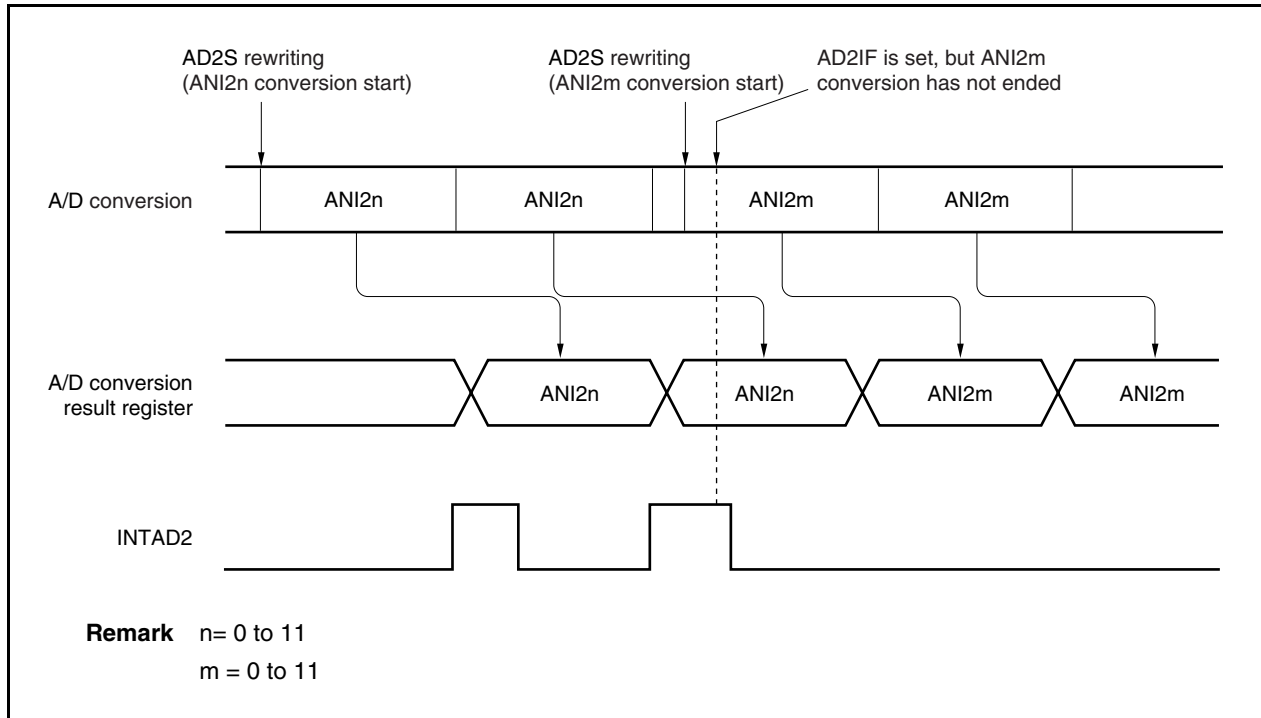 AD2S rewriting
(ANI2n conversion start)
AD2S rewriting
(ANI2m conversion start)
AD2IF is set, but ANI2m
conversion has not ended
A/D conversion
ANI2n
ANI2n
ANI2m
ANI2m
A/D conversion
result register
ANI2n
ANI2n
ANI2m
ANI2m
INTAD2
Remark n= 0 to 11
m = 0 to 11